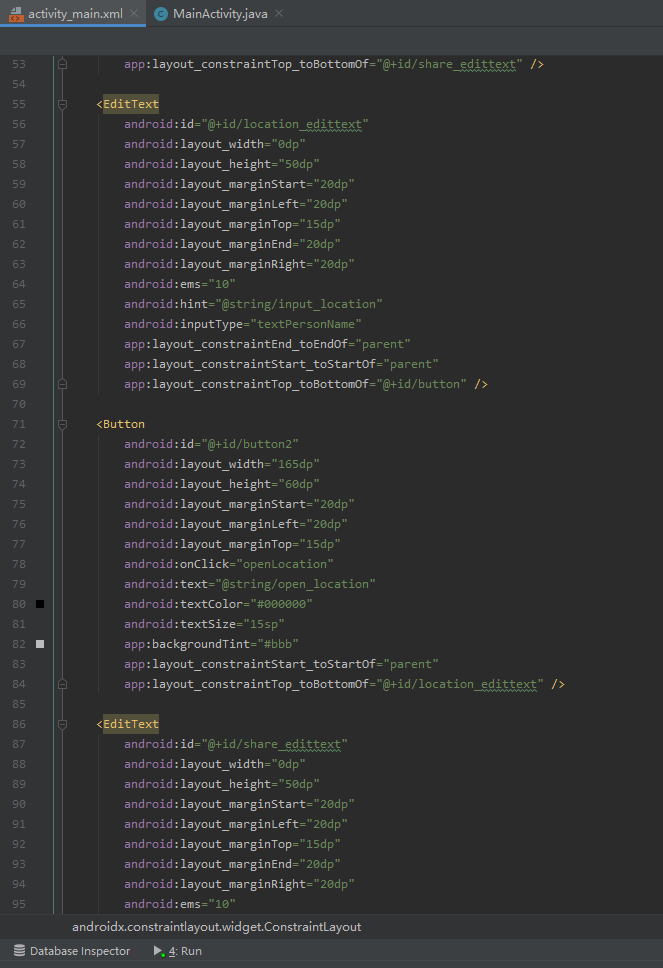 activity_main.xml MainActivity.java
53 app:layout_constraintTop_toBottomOf="@+id/share_edittext" />
54
55 <EditText
56 android:id="@+id/location_edittext"
57 android:layout_width="0dp"
58 android:layout_height="50dp"
59 android:layout_marginStart="20dp"
60 android:layout_marginLeft="20dp"
61 android:layout_marginTop="15dp"
62 android:layout_marginEnd="20dp"
63 android:layout_marginRight="20dp"
64 android:ems="10"
65 android:hint="@string/input_location"
66 android:inputType="textPersonName"
67 app:layout_constraintEnd_toEndOf="parent"
68 app:layout_constraintStart_toStartOf="parent"
69 app:layout_constraintTop_toBottomOf="@+id/button" />
70
71 <Button
72 android:id="@+id/button2"
73 android:layout_width="165dp"
74 android:layout_height="60dp"
75 android:layout_marginStart="20dp"
76 android:layout_marginLeft="20dp"
77 android:layout_marginTop="15dp"
78 android:onClick="openLocation"
79 android:text="@string/open_location"
80 android:textColor="#000000"
81 android:textSize="15sp"
82 app:backgroundTint="#bbb"
83 app:layout_constraintStart_toStartOf="parent"
84 app:layout_constraintTop_toBottomOf="@+id/location_edittext" />
85
86 <EditText
87 android:id="@+id/share_edittext"
88 android:layout_width="0dp"
89 android:layout_height="50dp"
90 android:layout_marginStart="20dp"
91 android:layout_marginLeft="20dp"
92 android:layout_marginTop="15dp"
93 android:layout_marginEnd="20dp"
94 android:layout_marginRight="20dp"
95 android:ems="10"
androidx.constraintlayout.widget.ConstraintLayout
Database Inspector 4: Run